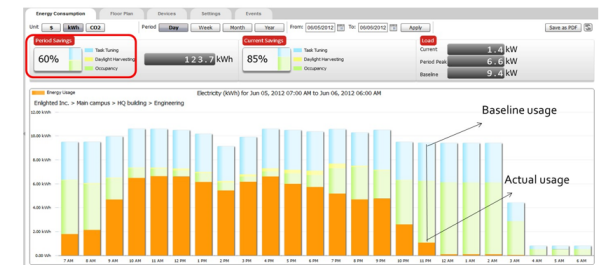 Energy Consumption Floor Plan Devices Settings Events
Unit $ kWh CO2 Period Day Week Month Year From: 06/05/2012 To: 06/06/2012 Apply Save as PDF
Period Savings Current Savings Load
60% Task Tuning Daylight Harvesting Occupancy
123.7 kWh
85% Task Tuning Daylight Harvesting Occupancy
Current 1.4 kW
Period Peak 6.6 kW
Baseline 9.4 kW
Energy Usage Electricity (kWh) for Jun 05, 2012 07:00 AM to Jun 06, 2012 06:00 AM
Enlighted Inc. > Main campus > HQ building > Engineering
12.00 kWh
Baseline usage
10.00 kWh
8.00 kWh
6.00 kWh
Actual usage
4.00 kWh
2.00 kWh
0.00 kWh
7 AM 8 AM 9 AM 10 AM 11 AM 12 AM 1 PM 2 PM 3 PM 4 PM 5 PM 6 PM 7 PM 8 PM 9 PM 10 PM 11 PM 12 AM 1 AM 2 AM 3 AM 4 AM 5 AM 6 AM